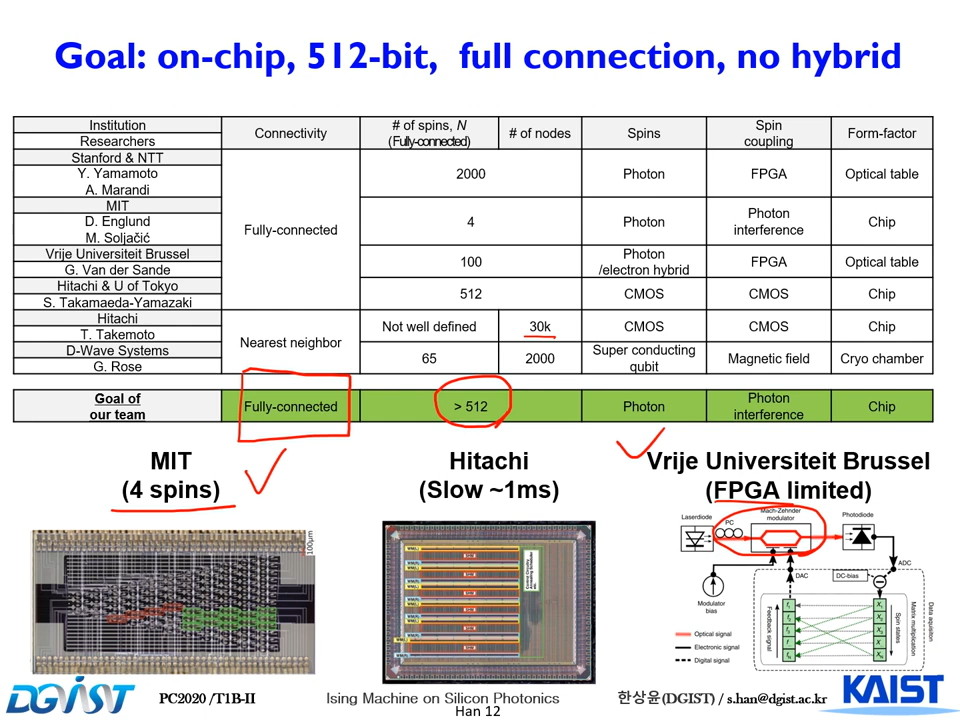 Goal: on-chip, 512-bit, full connection, no hybrid
Institution
Researchers
Connectivity
# of spins, N
(Fully-connected)
# of nodes
Spins
Spin
coupling
Form-factor
Stanford & NTT
Y. Yamamoto
A. Marandi
Fully-connected
2000
Photon
FPGA
Optical table
MIT
D. Englund
M. Soljačić
4
Photon
Photon
interference
Chip
Vrije Universiteit Brussel
G. Van der Sande
100
Photon
/electron hybrid
FPGA
Optical table
Hitachi & U of Tokyo
S. Takamaeda-Yamazaki
512
CMOS
CMOS
Chip
Hitachi
T. Takemoto
Nearest neighbor
Not well defined
30k
CMOS
CMOS
Chip
D-Wave Systems
G. Rose
65
2000
Super conducting
qubit
Magnetic field
Cryo chamber
Goal of
our team
Fully-connected
> 512
Photon
Photon
interference
Chip
MIT
(4 spins)
Hitachi
(Slow ~1ms)
Vrije Universiteit Brussel
(FPGA limited)
100μm
Laserdiode
PC
Mach-Zehnder
modulator
Photodiode
ADC
DAC
DC-bias
Modulator
bias
Feedback signal
Spin states
Matrix multiplication
Data aquisition
Optical signal
Electronic signal
Digital signal
DGIST
PC2020 /T1B-II
Ising Machine on Silicon Photonics
Han 12
한상윤(DGIST) / s.han@dgist.ac.kr
KAIST